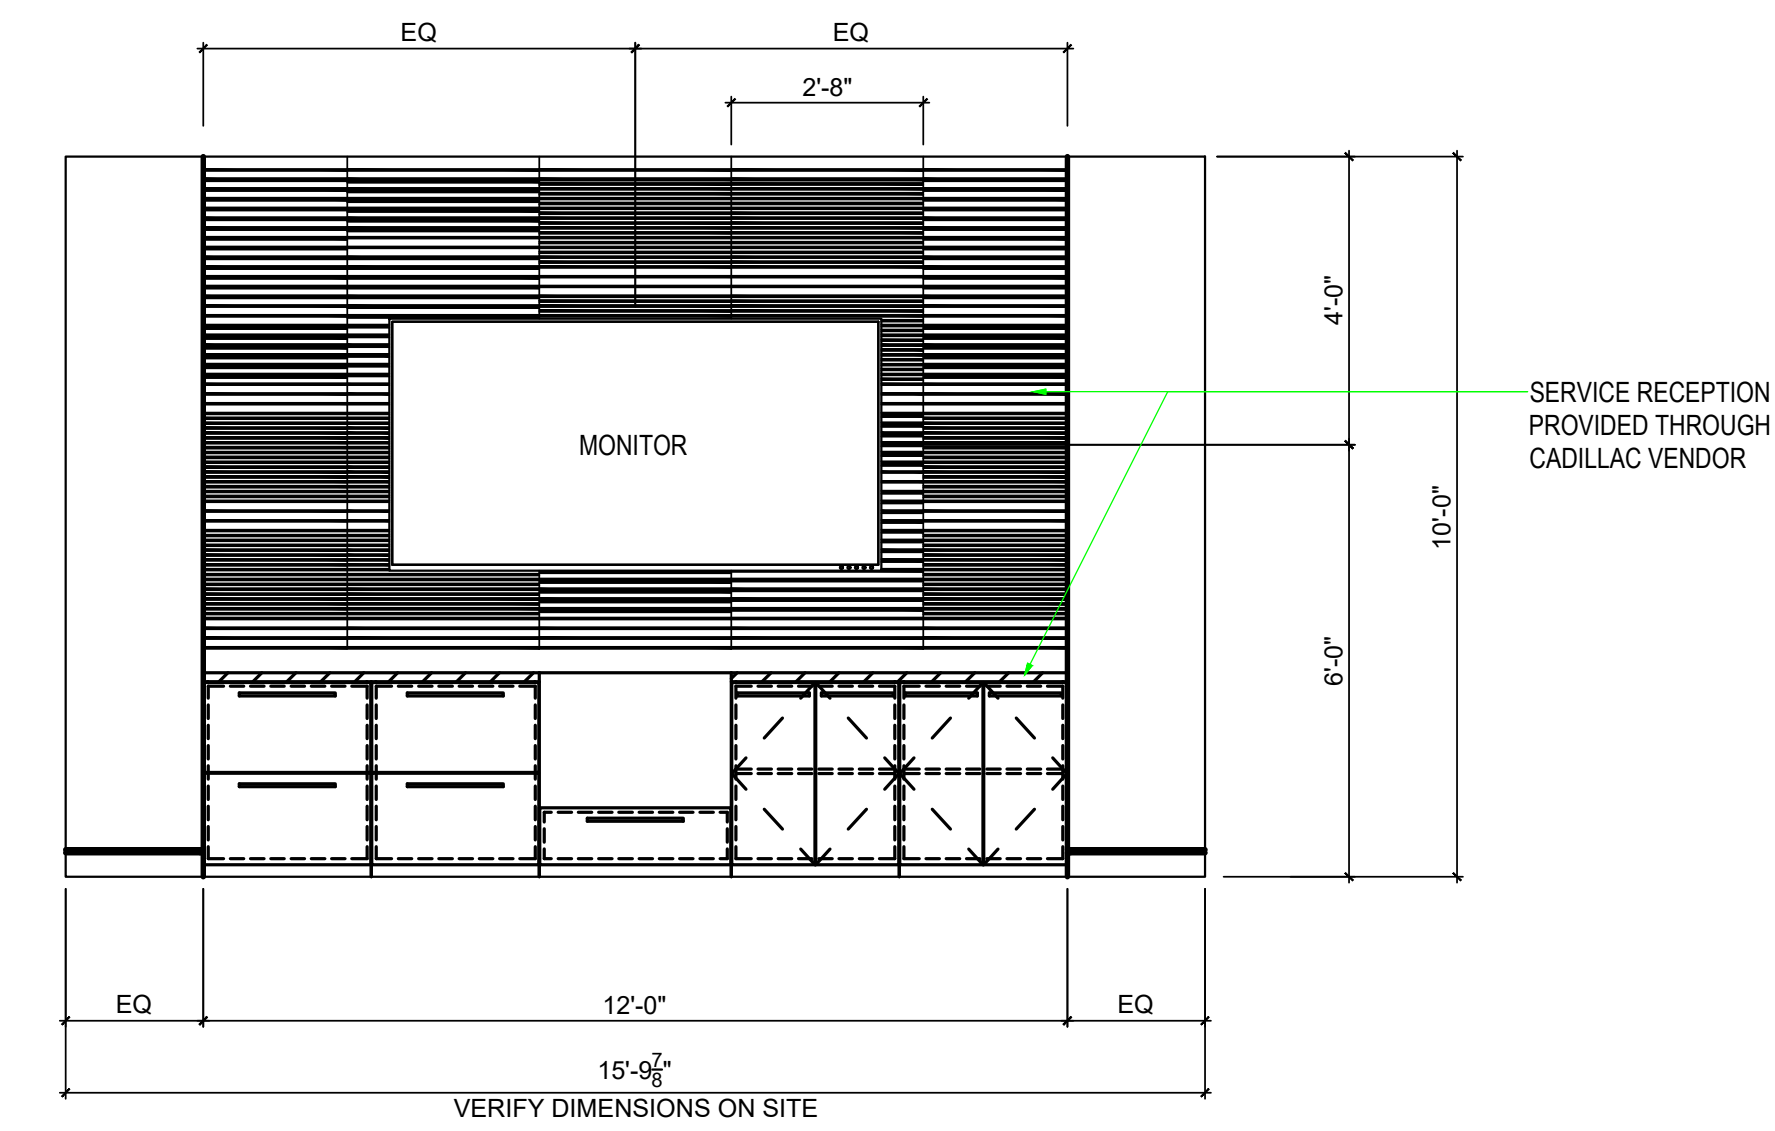 EQ
EQ
2'-8"
4'-0"
SERVICE RECEPTION
PROVIDED THROUGH
CADILLAC VENDOR
MONITOR
10'-0"
6'-0"
EQ
12'-0"
EQ
15'-9⅞"
VERIFY DIMENSIONS ON SITE